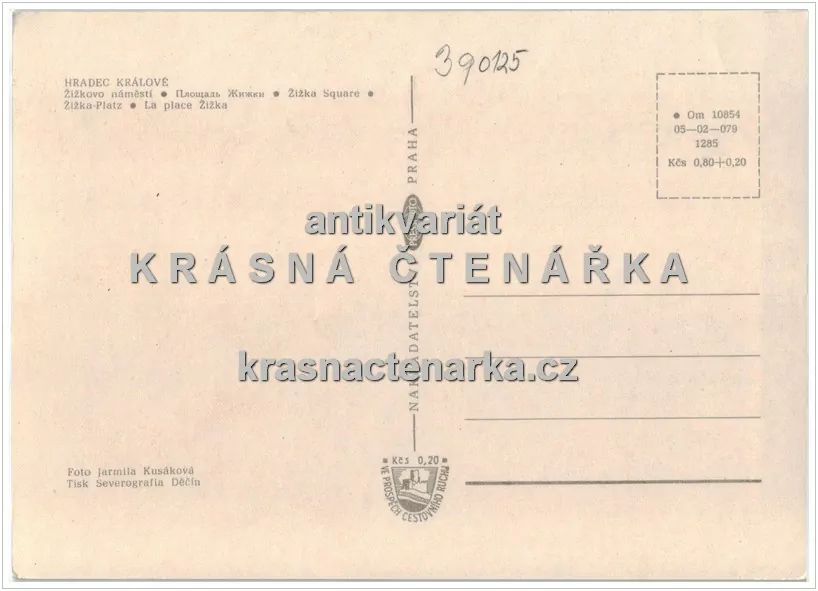 390125
HRADEC KRÁLOVÉ
Žižkovo náměstí • Площадь Жижки • Žižka Square •
Žižka-Platz • La place Žižka
• Om 10854
05—02—079
1285
Kčs 0,80+0,20
NAKLADATELSTVÍ PRAHA
antikvariát
KRÁSNÁ ČTENÁŘKA
krasnactenarka.cz
Foto Jarmila Kusáková
Tisk Severografia Děčín
• Kčs 0,20 •
VE PROSPĚCH CESTOVNÍHO RUCHU